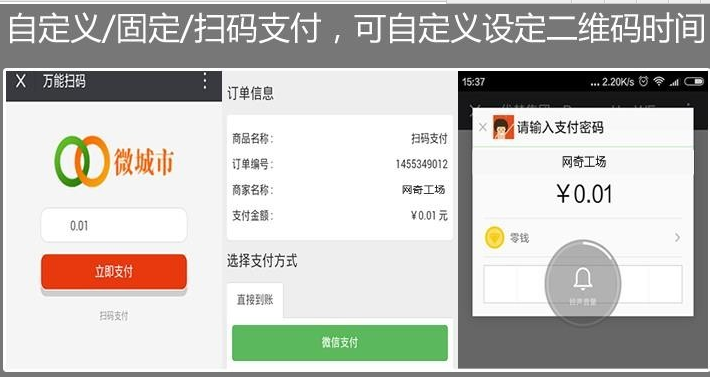 自定义/固定/扫码支付，可自定义设定二维码时间
X 万能扫码
微城市
0.01
立即支付
扫码支付
订单信息
商品名称： 扫码支付
订单编号： 1455349012
商家名称： 网奇工场
支付金额： ￥0.01 元
选择支付方式
直接到账
微信支付
15:37 ... 2.20K/s
请输入支付密码
网奇工场
￥0.01
零钱